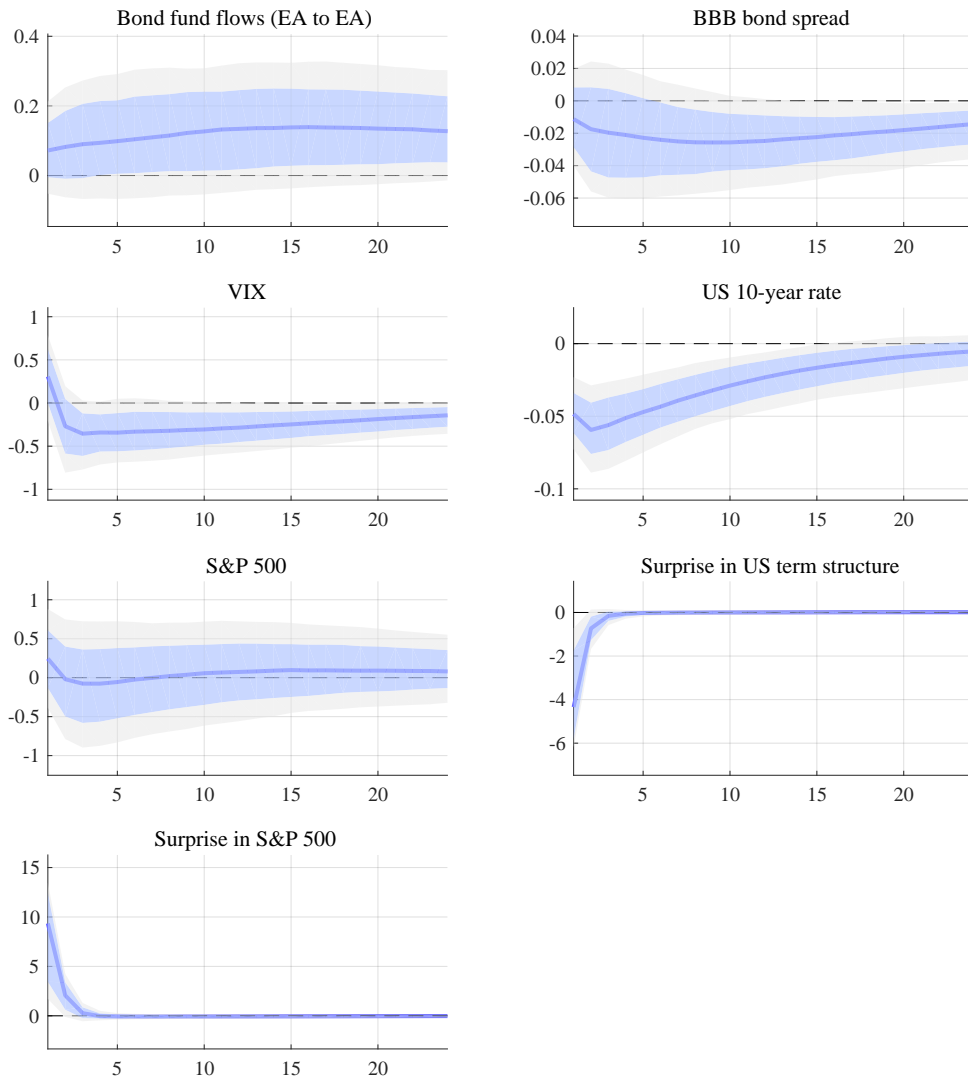 Bond fund flows (EA to EA)
0.4
0.2
0
5 10 15 20
BBB bond spread
0.04
0.02
0
-0.02
-0.04
-0.06
5 10 15 20
VIX
1
0.5
0
-0.5
-1
5 10 15 20
US 10-year rate
0
-0.05
-0.1
5 10 15 20
S&P 500
1
0.5
0
-0.5
-1
5 10 15 20
Surprise in US term structure
0
-2
-4
-6
5 10 15 20
Surprise in S&P 500
15
10
5
0
5 10 15 20